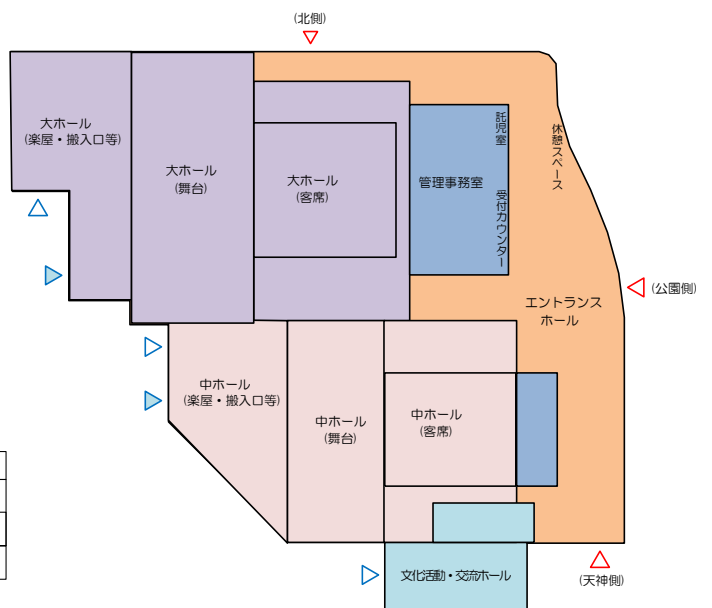 (北側)
大ホール
(楽屋・搬入口等)
大ホール
(舞台)
大ホール
(客席)
管理事務室
託児室
受付カウンター
休憩スペース
エントランス
ホール
(公園側)
中ホール
(楽屋・搬入口等)
中ホール
(舞台)
中ホール
(客席)
文化活動・交流ホール
(天神側)